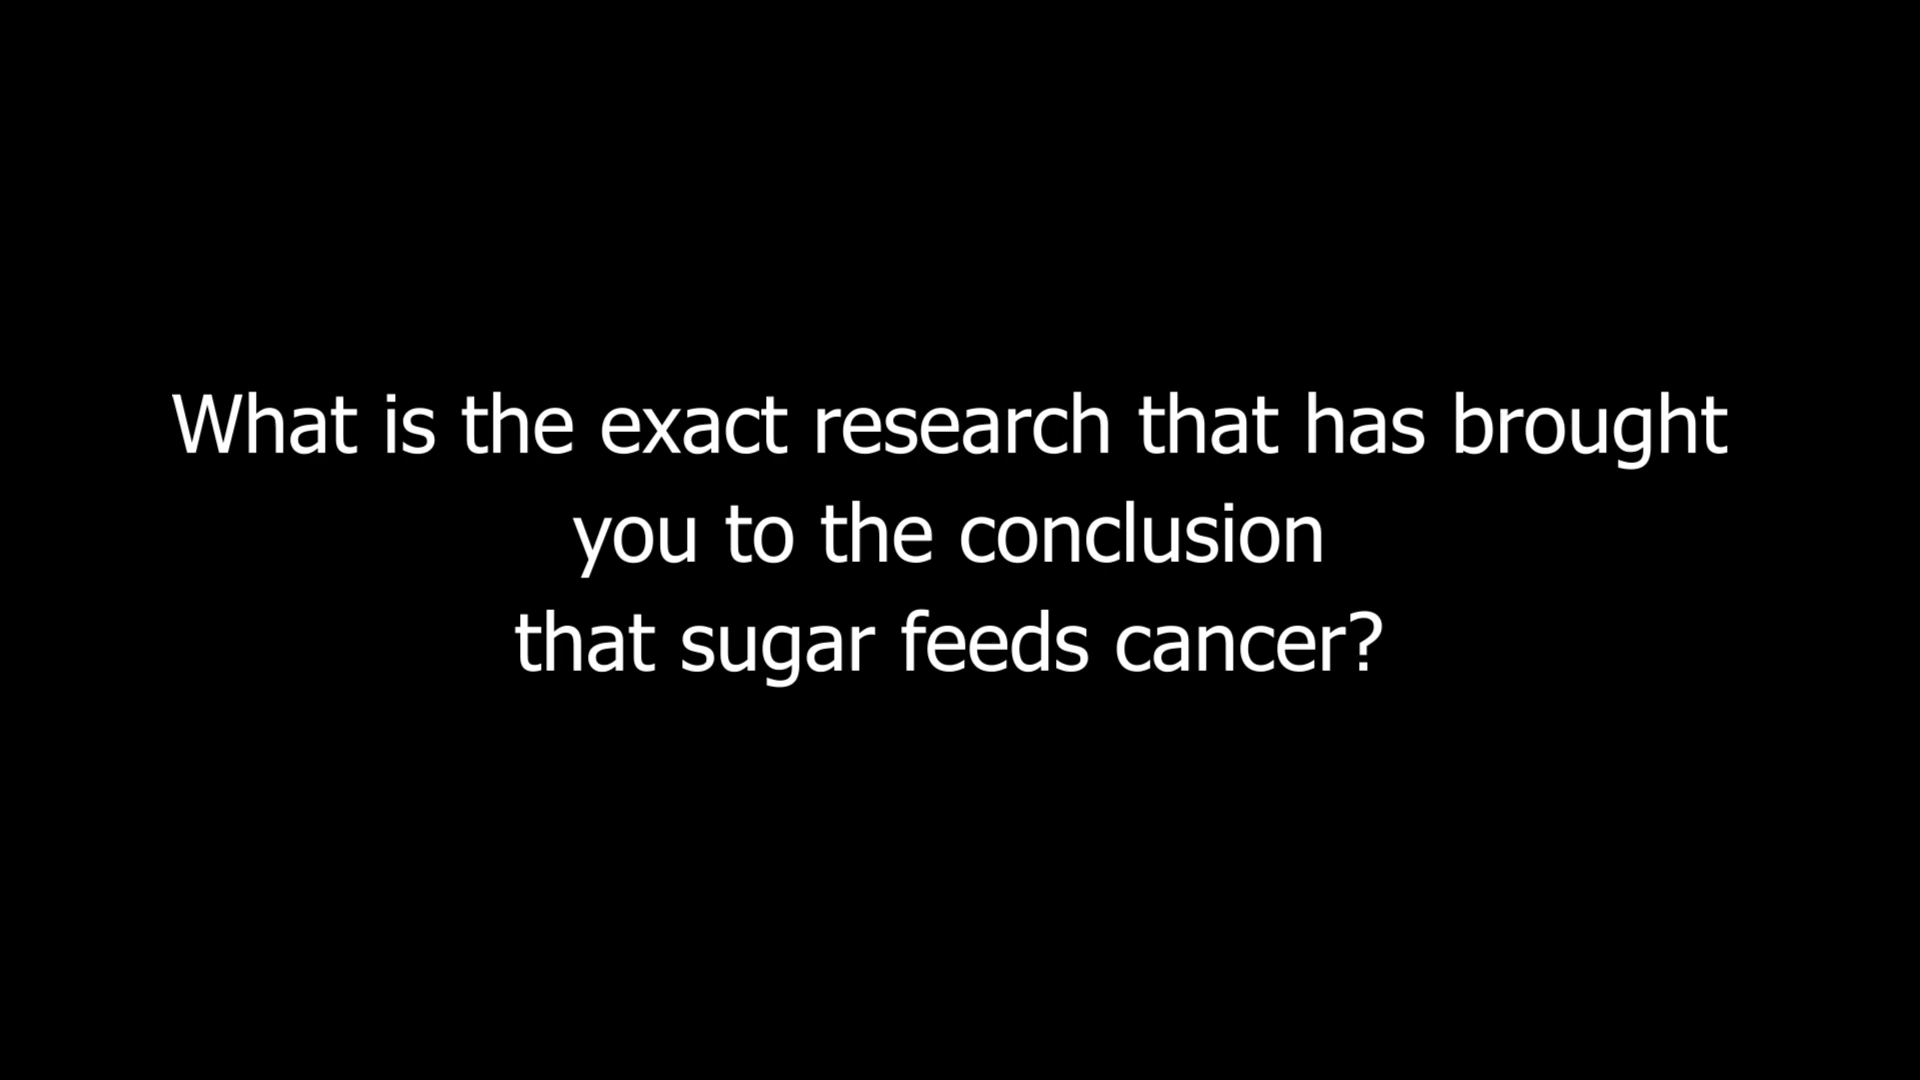 What is the exact research that has brought
you to the conclusion
that sugar feeds cancer?